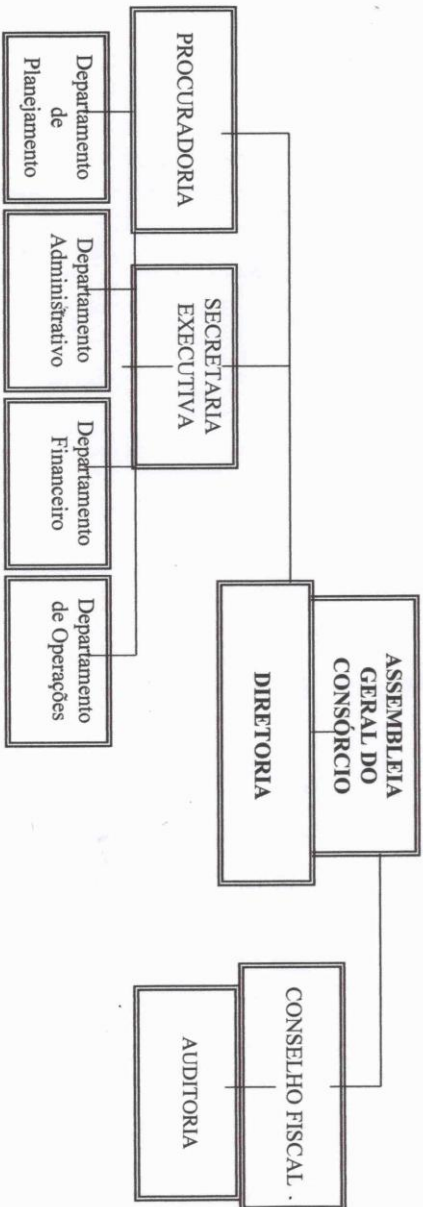 ASSEMBLEIA
GERAL DO
CONSÓRCIO
DIRETORIA
CONSELHO FISCAL
AUDITORIA
PROCURADORIA
SECRETARIA
EXECUTIVA
Departamento
de
Planejamento
Departamento
Administrativo
Departamento
Financeiro
Departamento
de Operações